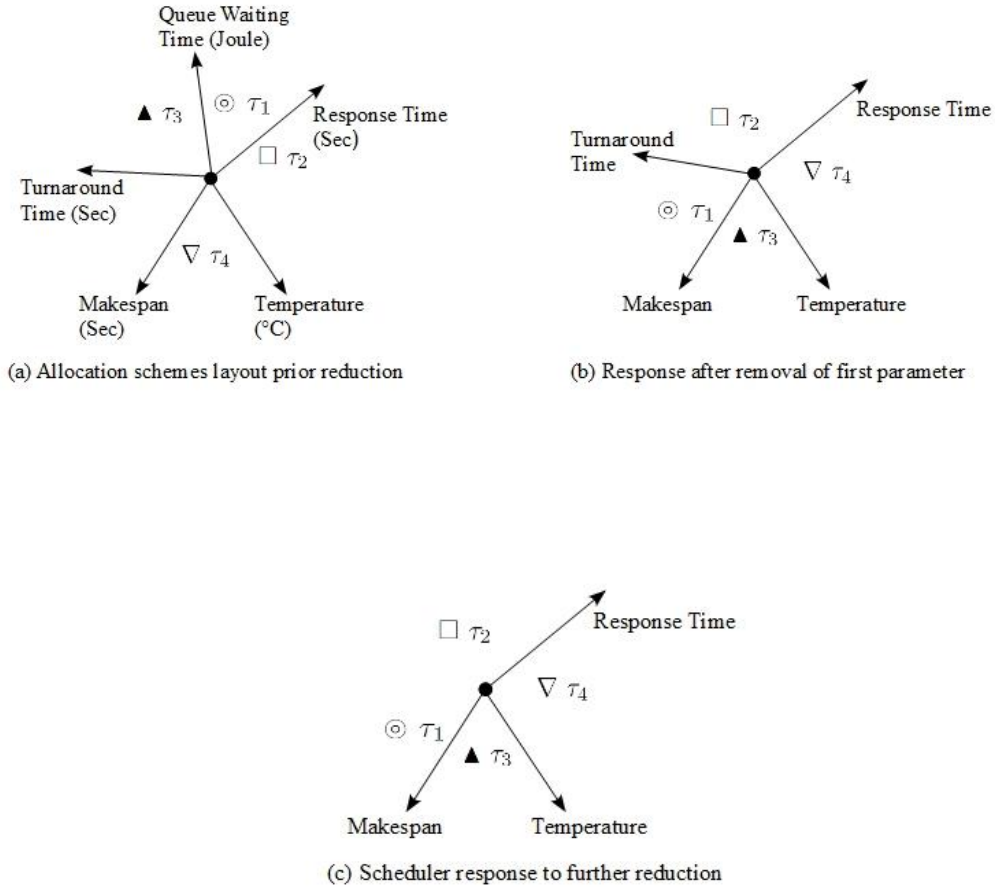 Queue Waiting
Time (Joule)
▲ τ3
◎ τ1
Response Time
(Sec)
□ τ2
Turnaround
Time (Sec)
∇ τ4
Makespan
(Sec)
Temperature
(°C)
(a) Allocation schemes layout prior reduction
□ τ2
Response Time
Turnaround
Time
∇ τ4
◎ τ1
▲ τ3
Makespan
Temperature
(b) Response after removal of first parameter
Response Time
□ τ2
∇ τ4
◎ τ1
▲ τ3
Makespan
Temperature
(c) Scheduler response to further reduction